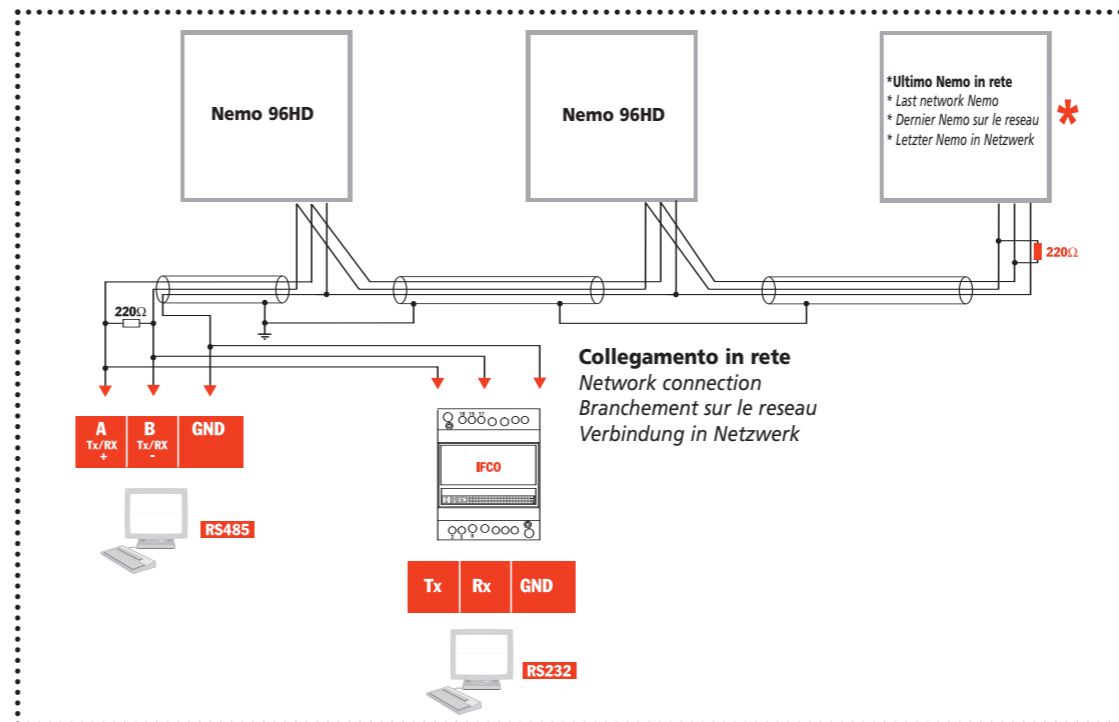 Nemo 96HD
Nemo 96HD
*Ultimo Nemo in rete
* Last network Nemo
* Dernier Nemo sur le reseau
* Letzter Nemo in Netzwerk
*
220Ω
220Ω
Collegamento in rete
Network connection
Branchement sur le reseau
Verbindung in Netzwerk
A
Tx/RX
+
B
Tx/RX
-
GND
IFCO
RS485
Tx
Rx
GND
RS232